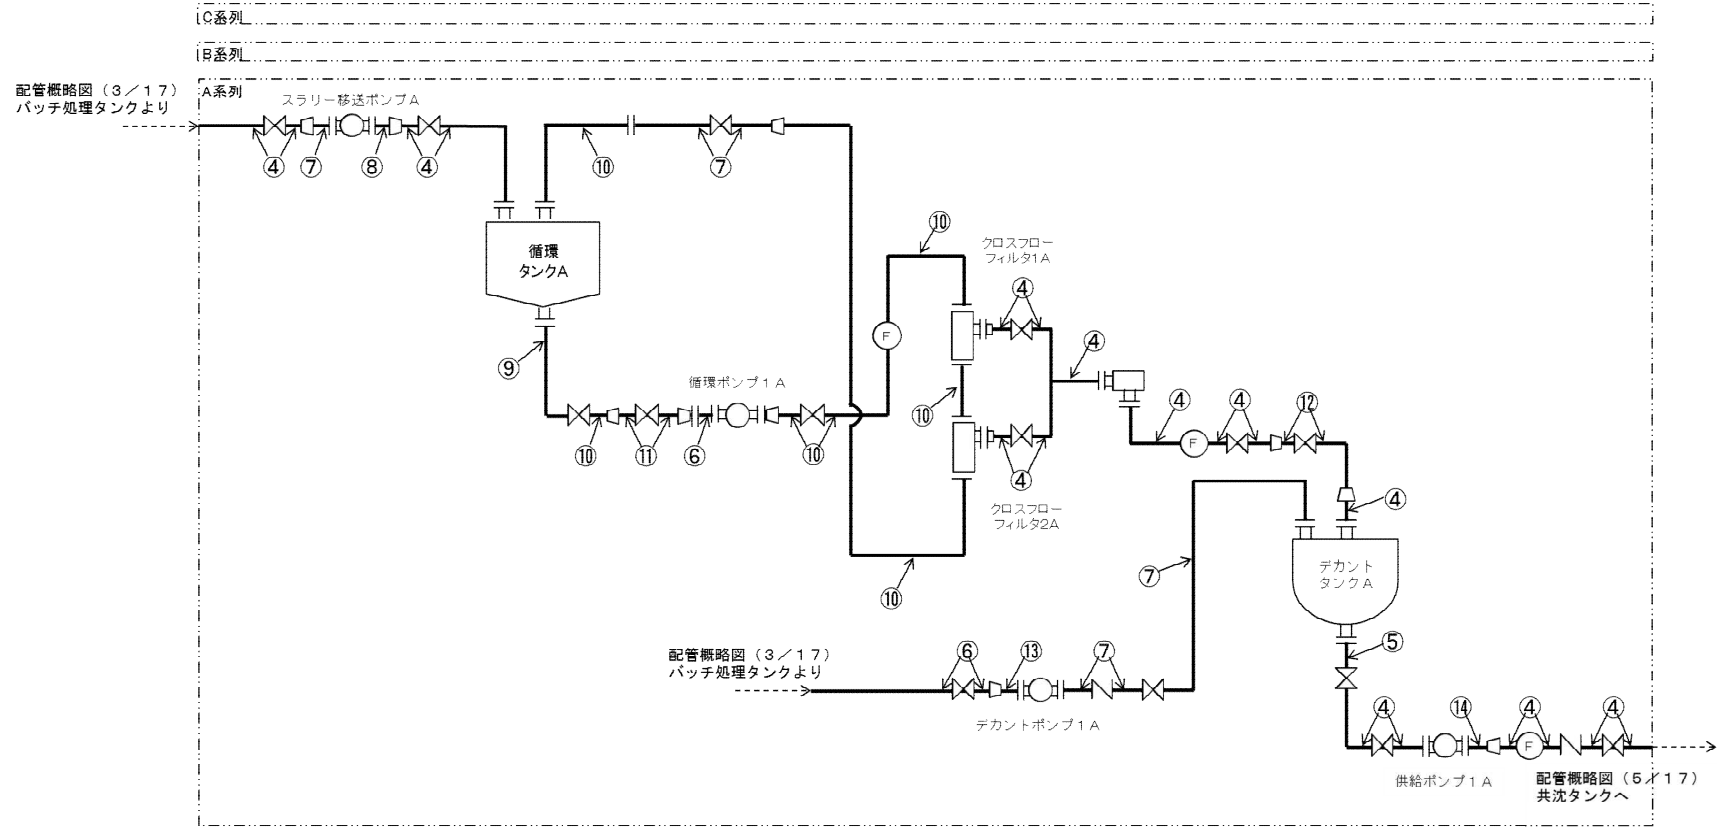 C系列
B系列
A系列
配管概略図(3/17)
バッチ処理タンクより
スラリー移送ポンプA
④
⑦
⑧
④
⑩
⑦
循環
タンクA
⑩
クロスフロー
フィルタ1A
④
⑨
④
循環ポンプ1A
F
⑩
④
④
⑫
F
⑩
⑪
⑥
⑩
④
④
クロスフロー
フィルタ2A
⑦
デカント
タンクA
⑩
配管概略図(3/17)
バッチ処理タンクより
⑥
⑬
⑦
⑤
デカントポンプ1A
④
⑭
④
④
F
供給ポンプ1A
配管概略図(5/17)
共沈タンクへ